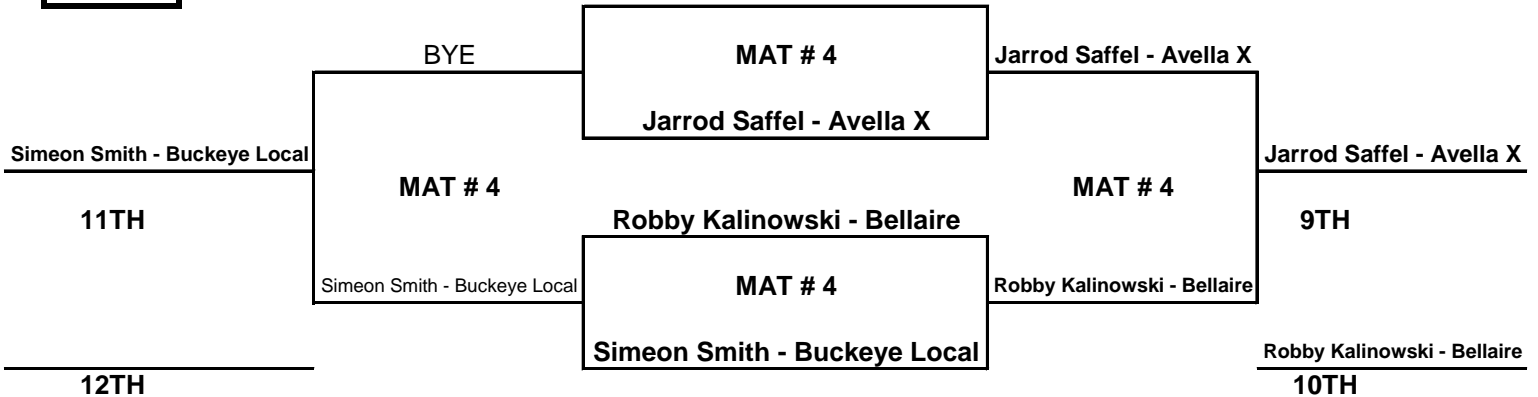 BYE
MAT # 4
Jarrod Saffel - Avella X
Jarrod Saffel - Avella X
Simeon Smith - Buckeye Local
Jarrod Saffel - Avella X
MAT # 4
MAT # 4
11TH
Robby Kalinowski - Bellaire
9TH
Simeon Smith - Buckeye Local
MAT # 4
Robby Kalinowski - Bellaire
Simeon Smith - Buckeye Local
Robby Kalinowski - Bellaire
12TH
10TH